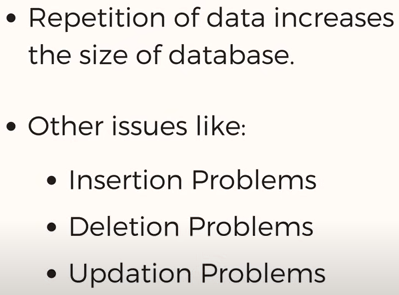 • Repetition of data increases
the size of database.
• Other issues like:
• Insertion Problems
• Deletion Problems
• Updation Problems